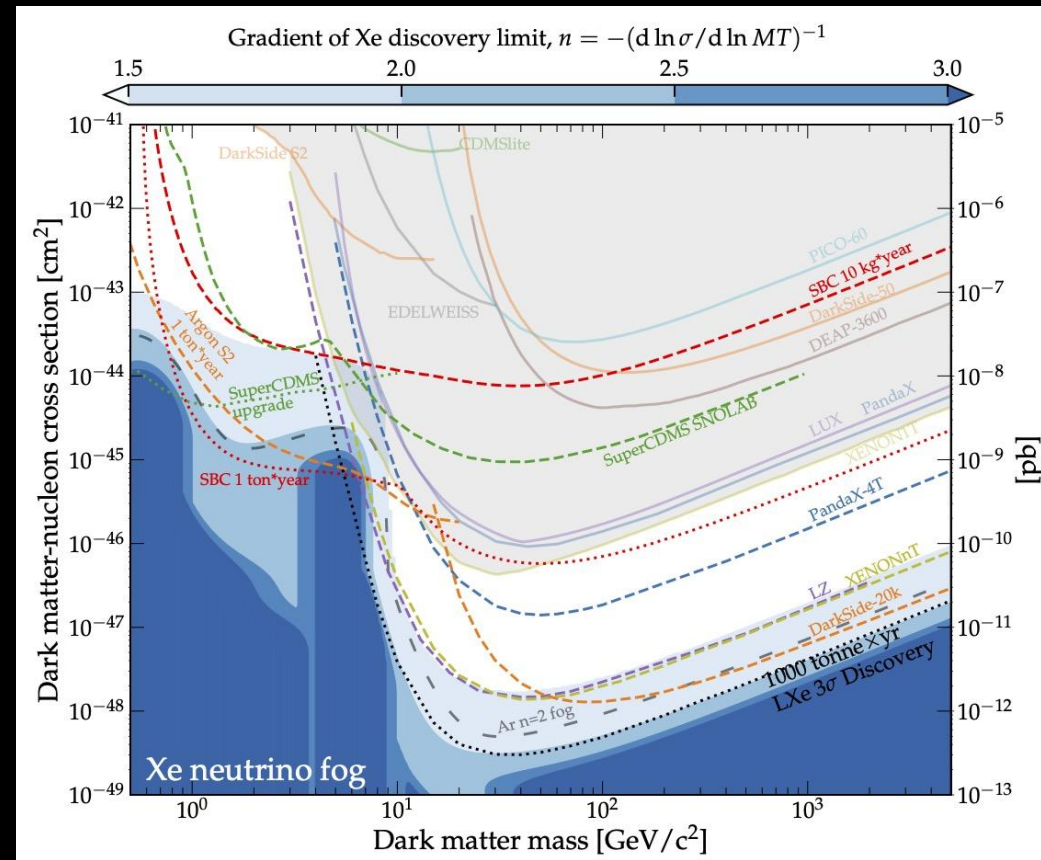 Gradient of Xe discovery limit, n = −(d ln σ/d ln MT)⁻¹
1.5 2.0 2.5 3.0
10⁻⁴¹
10⁻⁴²
10⁻⁴³
10⁻⁴⁴
10⁻⁴⁵
10⁻⁴⁶
10⁻⁴⁷
10⁻⁴⁸
10⁻⁴⁹
Dark matter-nucleon cross section [cm²]
DarkSide S2
CDMSlite
PICO-60
SBC 10 kg*year
DarkSide-50
DEAP-3600
EDELWEISS
Argon S2
1 ton*year
SuperCDMS
upgrade
SuperCDMS SNOLAB
LUX PandaX
XENON1T
SBC 1 ton*year
PandaX-4T
LZ XENONnT
DarkSide-20k
1000 tonne×yr
LXe 3σ Discovery
Ar n=2 fog
Xe neutrino fog
10⁻⁵
10⁻⁶
10⁻⁷
10⁻⁸
10⁻⁹
10⁻¹⁰
10⁻¹¹
10⁻¹²
10⁻¹³
[pb]
10⁰ 10¹ 10² 10³
Dark matter mass [GeV/c²]